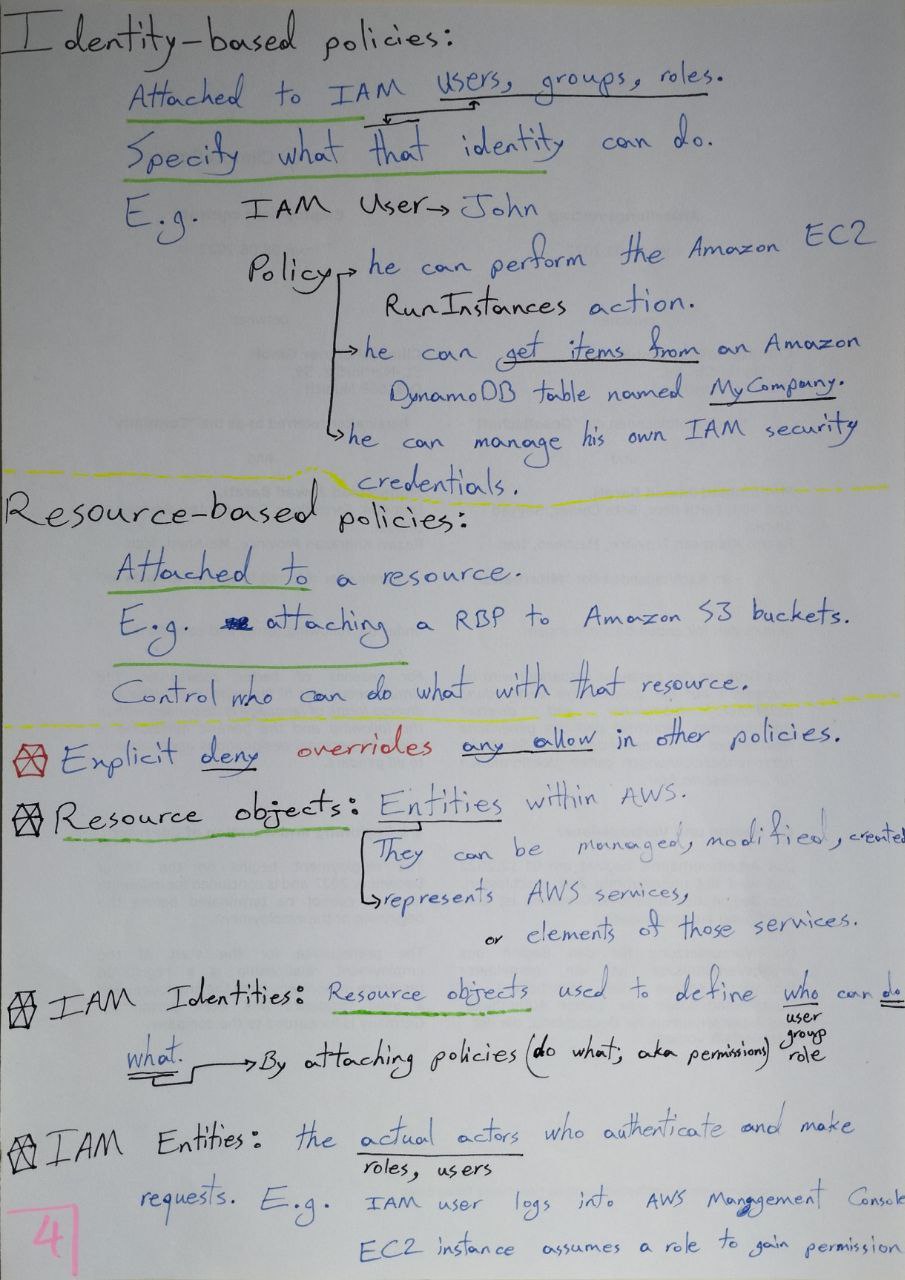 Identity-based policies:
Attached to IAM users, groups, roles.
Specify what that identity can do.
E.g. IAM User → John
Policy → he can perform the Amazon EC2
RunInstances action.
→ he can get items from an Amazon
DynamoDB table named MyCompany.
→ he can manage his own IAM security
credentials.
Resource-based policies:
Attached to a resource.
E.g. attaching a RBP to Amazon S3 buckets.
Control who can do what with that resource.
Explicit deny overrides any allow in other policies.
Resource objects: Entities within AWS.
They can be managed, modified, created
→ represents AWS services,
or elements of those services.
IAM Identities: Resource objects used to define who can do
user
group
what. → By attaching policies (do what; aka permissions) role
IAM Entities: the actual actors who authenticate and make
roles, users
requests. E.g. IAM user logs into AWS Management Console
EC2 instance assumes a role to gain permission
4